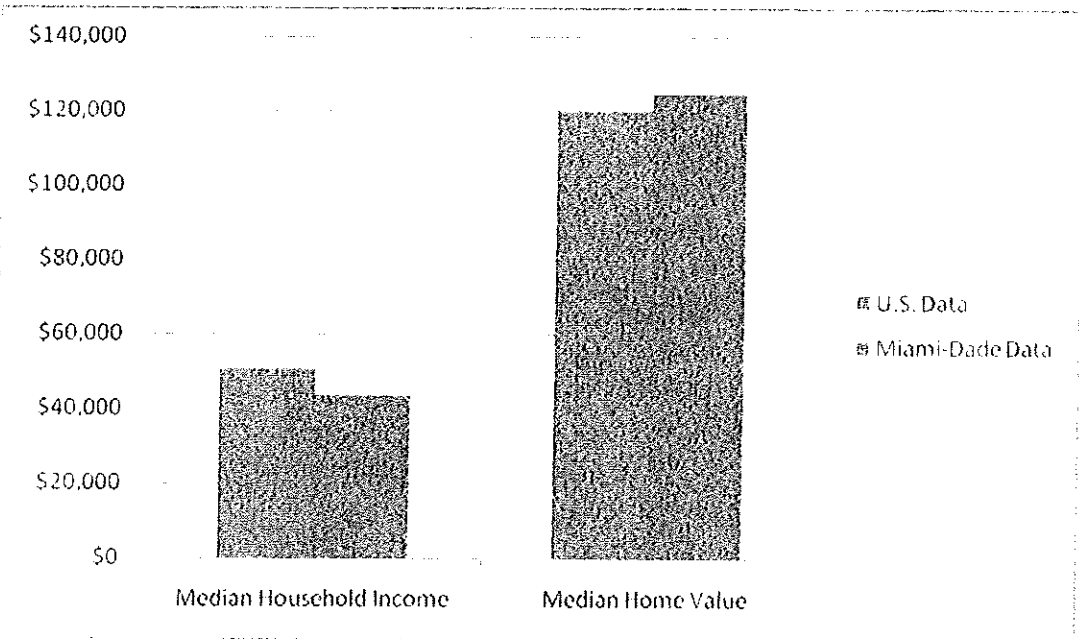 $140,000
$120,000
$100,000
$80,000
$60,000
$40,000
$20,000
$0
Median Household Income
Median Home Value
U.S. Data
Miami-Dade Data